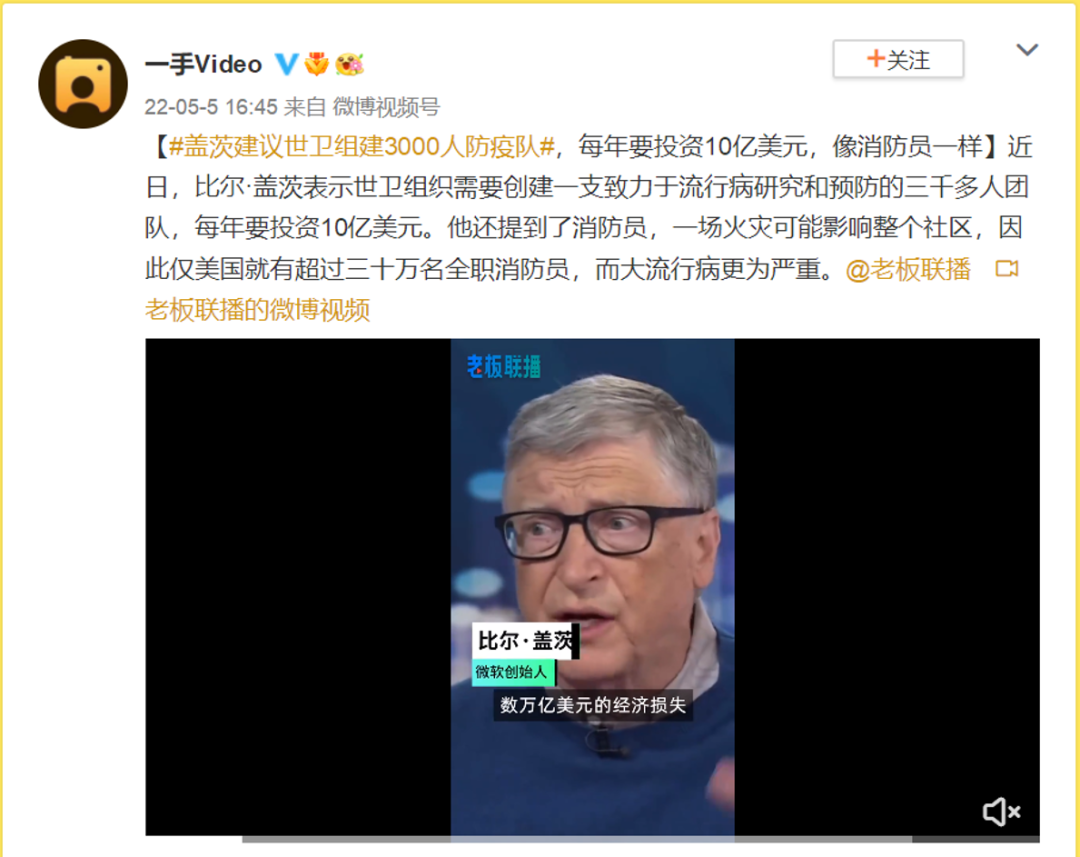 一手Video
+关注
22-05-5 16:45 来自 微博视频号
【#盖茨建议世卫组建3000人防疫队#，每年要投资10亿美元，像消防员一样】近
日，比尔·盖茨表示世卫组织需要创建一支致力于流行病研究和预防的三千多人团
队，每年要投资10亿美元。他还提到了消防员，一场火灾可能影响整个社区，因
此仅美国就有超过三十万名全职消防员，而大流行病更为严重。@老板联播
老板联播的微博视频
老板联播
比尔·盖茨
微软创始人
数万亿美元的经济损失